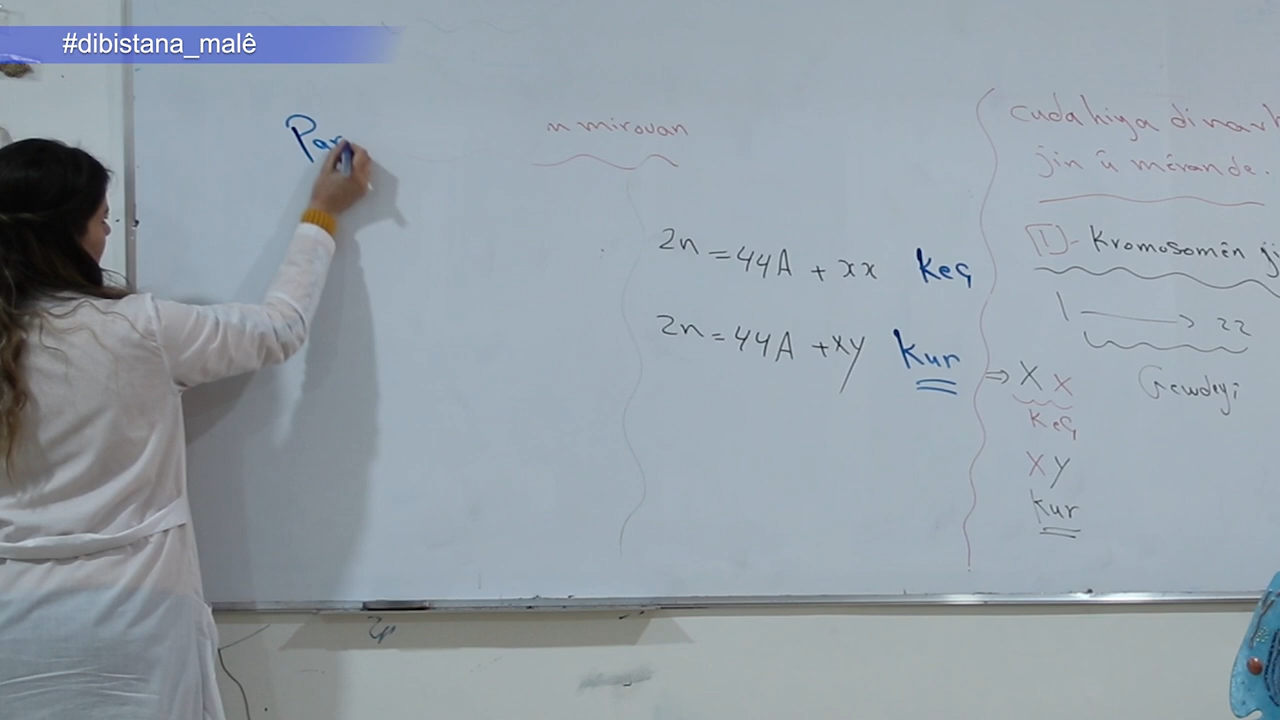 #dibistana_malê
Par
n mirovan
2n = 44A + xx Keç
2n = 44A + xy Kur
cudahiya di navb
jin û mêrande.
1 - Kromosomên ji
1 → 22
⇒ X X
Gewdeyî
Keç
X y
Kur